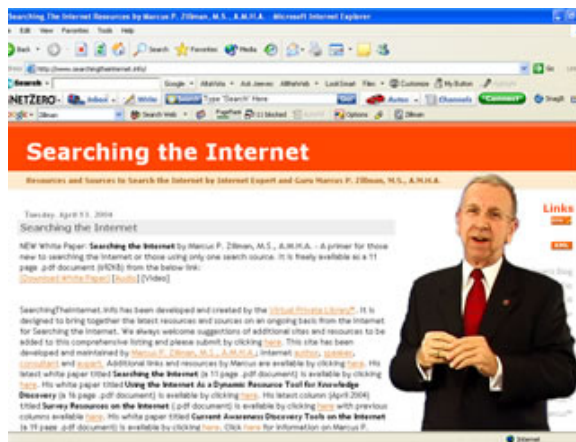 Searching The Internet Resources by Marcus P. Zillman, M.S., A.M.H.A. - Microsoft Internet Explorer
Edit View Favorites Tools Help
Back Search Favorites Media
http://www.searchingtheinternet.info/ Go
Search Google AltaVista Ask Jeeves AlltheWeb LookSmart Files Customize My Button
NETZERO Inbox Write Search Type 'Search' Here GO! Autos Channels Connect SnagIt
Zillman Search Web PageRank blocked Options Zillman
Searching the Internet
Resources and Sources to Search the Internet by Internet Expert and Guru Marcus P. Zillman, M.S., A.M.H.A.
Links
Tuesday, April 13, 2004
Searching the Internet
NEW White Paper: Searching the Internet by Marcus P. Zillman, M.S., A.M.H.A. - A primer for those
new to searching the Internet or those using only one search source. It is freely available as a 11
page .pdf document (692KB) from the below link:
[Download White Paper] [Audio] [Video]
SearchingTheInternet.info has been developed and created by the Virtual Private Library™. It is
designed to bring together the latest resources and sources on an ongoing basis from the Internet
for Searching the Internet. We always welcome suggestions of additional sites and resources to be
added to this comprehensive listing and please submit by clicking here. This site has been
developed and maintained by Marcus P. Zillman, M.S., A.M.H.A.; Internet author, speaker,
consultant and expert. Additional links and resources by Marcus are available by clicking here. His
latest white paper titled Searching the Internet (a 11 page .pdf document) is available by clicking
here. His white paper titled Using the Internet As a Dynamic Resource Tool for Knowledge
Discovery (a 16 page .pdf document) is available by clicking here. His latest column (April 2004)
titled Survey Resources on the Internet (.pdf document) is available by clicking here with previous
columns available here. His white paper titled Current Awareness Discovery Tools on the Internet
(a 19 page .pdf document) is available by clicking here. Click here for information on Marcus P.
Internet